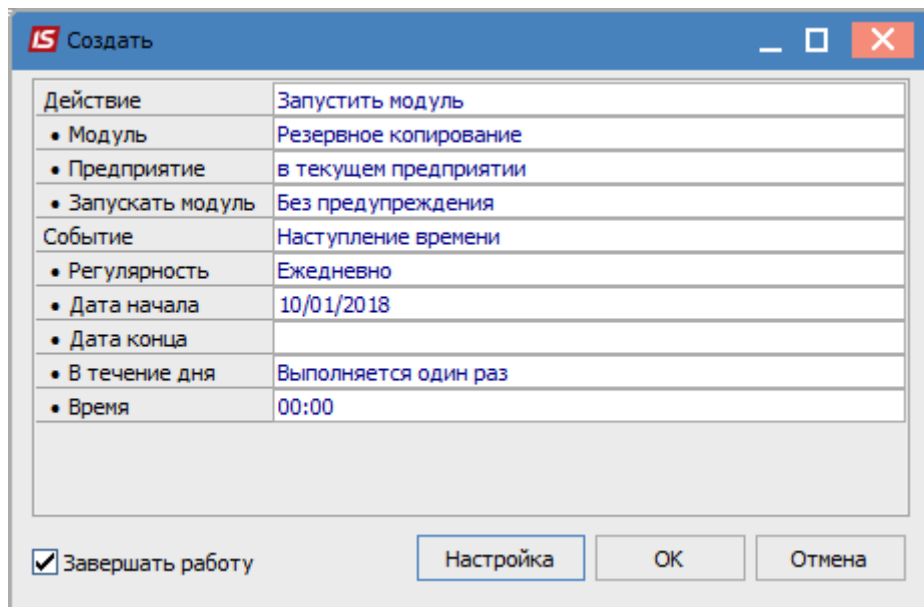 IS Создать
Действие Запустить модуль
• Модуль Резервное копирование
• Предприятие в текущем предприятии
• Запускать модуль Без предупреждения
Событие Наступление времени
• Регулярность Ежедневно
• Дата начала 10/01/2018
• Дата конца
• В течение дня Выполняется один раз
• Время 00:00
Завершать работу Настройка OK Отмена